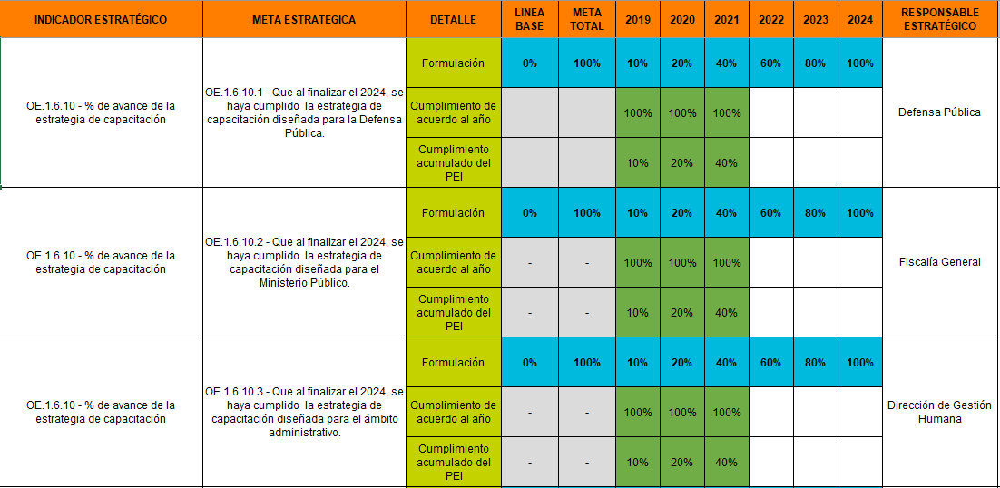 INDICADOR ESTRATÉGICO
META ESTRATEGICA
DETALLE
LINEA
BASE
META
TOTAL
2019
2020
2021
2022
2023
2024
RESPONSABLE
ESTRATÉGICO
OE.1.6.10 - % de avance de la
estrategia de capacitación
OE.1.6.10.1 - Que al finalizar el 2024, se
haya cumplido  la estrategia de
capacitación diseñada para la Defensa
Pública.
Formulación
0%
100%
10%
20%
40%
60%
80%
100%
Cumplimiento de
acuerdo al año
100%
100%
100%
Cumplimiento
acumulado del
PEI
10%
20%
40%
Defensa Pública
OE.1.6.10 - % de avance de la
estrategia de capacitación
OE.1.6.10.2 - Que al finalizar el 2024, se
haya cumplido  la estrategia de
capacitación diseñada para el
Ministerio Público.
Formulación
0%
100%
10%
20%
40%
60%
80%
100%
Cumplimiento de
acuerdo al año
-
-
100%
100%
100%
Cumplimiento
acumulado del
PEI
-
-
10%
20%
40%
Fiscalía General
OE.1.6.10 - % de avance de la
estrategia de capacitación
OE.1.6.10.3 - Que al finalizar el 2024, se
haya cumplido  la estrategia de
capacitación diseñada para el ámbito
administrativo.
Formulación
0%
100%
10%
20%
40%
60%
80%
100%
Cumplimiento de
acuerdo al año
-
-
100%
100%
100%
Cumplimiento
acumulado del
PEI
-
-
10%
20%
40%
Dirección de Gestión
Humana